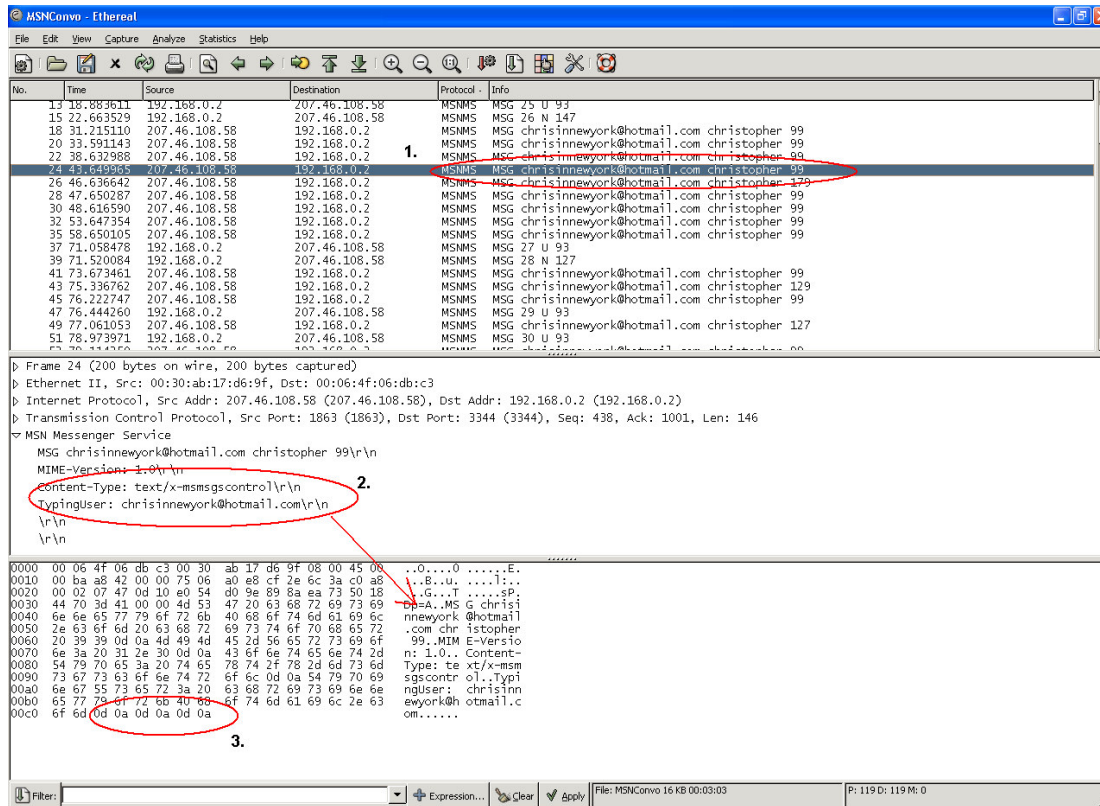 MSNConvo - Ethereal
File Edit View Capture Analyze Statistics Help
No. Time Source Destination Protocol Info
13 18.883611 192.168.0.2 207.46.108.58 MSNMS MSG 25 U 93
15 22.663529 192.168.0.2 207.46.108.58 MSNMS MSG 26 N 147
18 31.215110 207.46.108.58 192.168.0.2 MSNMS MSG chrisinnewyork@hotmail.com christopher 99
20 33.591143 207.46.108.58 192.168.0.2 MSNMS MSG chrisinnewyork@hotmail.com christopher 99
22 38.632988 207.46.108.58 192.168.0.2 MSNMS MSG chrisinnewyork@hotmail.com christopher 99
1.
24 43.649965 207.46.108.58 192.168.0.2 MSNMS MSG chrisinnewyork@hotmail.com christopher 99
26 46.636642 207.46.108.58 192.168.0.2 MSNMS MSG chrisinnewyork@hotmail.com christopher 179
28 47.650287 207.46.108.58 192.168.0.2 MSNMS MSG chrisinnewyork@hotmail.com christopher 99
30 48.616590 207.46.108.58 192.168.0.2 MSNMS MSG chrisinnewyork@hotmail.com christopher 99
32 53.647354 207.46.108.58 192.168.0.2 MSNMS MSG chrisinnewyork@hotmail.com christopher 99
35 58.650105 207.46.108.58 192.168.0.2 MSNMS MSG chrisinnewyork@hotmail.com christopher 99
37 71.058478 192.168.0.2 207.46.108.58 MSNMS MSG 27 U 93
39 71.520084 192.168.0.2 207.46.108.58 MSNMS MSG 28 N 127
41 73.673461 207.46.108.58 192.168.0.2 MSNMS MSG chrisinnewyork@hotmail.com christopher 99
43 75.336762 207.46.108.58 192.168.0.2 MSNMS MSG chrisinnewyork@hotmail.com christopher 129
45 76.222747 207.46.108.58 192.168.0.2 MSNMS MSG chrisinnewyork@hotmail.com christopher 99
47 76.444260 192.168.0.2 207.46.108.58 MSNMS MSG 29 U 93
49 77.061053 207.46.108.58 192.168.0.2 MSNMS MSG chrisinnewyork@hotmail.com christopher 127
51 78.973971 192.168.0.2 207.46.108.58 MSNMS MSG 30 U 93
Frame 24 (200 bytes on wire, 200 bytes captured)
Ethernet II, Src: 00:30:ab:17:d6:9f, Dst: 00:06:4f:06:db:c3
Internet Protocol, Src Addr: 207.46.108.58 (207.46.108.58), Dst Addr: 192.168.0.2 (192.168.0.2)
Transmission Control Protocol, Src Port: 1863 (1863), Dst Port: 3344 (3344), Seq: 438, Ack: 1001, Len: 146
MSN Messenger Service
MSG chrisinnewyork@hotmail.com christopher 99\r\n
MIME-Version: 1.0\r\n
Content-Type: text/x-msmsgscontrol\r\n
2.
TypingUser: chrisinnewyork@hotmail.com\r\n
\r\n
\r\n
0000 00 06 4f 06 db c3 00 30 ab 17 d6 9f 08 00 45 00 ..O....0 ......E.
0010 00 ba a8 42 00 00 75 06 a0 e8 cf 2e 6c 3a c0 a8 ...B..u. ....l:..
0020 00 02 07 47 0d 10 e0 54 d0 9e 89 8a ea 73 50 18 ...G...T .....sP.
0030 44 70 3d 41 00 00 4d 53 47 20 63 68 72 69 73 69 Dp=A..MS G chrisi
0040 6e 6e 65 77 79 6f 72 6b 40 68 6f 74 6d 61 69 6c nnewyork @hotmail
0050 2e 63 6f 6d 20 63 68 72 69 73 74 6f 70 68 65 72 .com chr istopher
0060 20 39 39 0d 0a 4d 49 4d 45 2d 56 65 72 73 69 6f 99..MIM E-Versio
0070 6e 3a 20 31 2e 30 0d 0a 43 6f 6e 74 65 6e 74 2d n: 1.0.. Content-
0080 54 79 70 65 3a 20 74 65 78 74 2f 78 2d 6d 73 6d Type: te xt/x-msm
0090 73 67 73 63 6f 6e 74 72 6f 6c 0d 0a 54 79 70 69 sgscontr ol..Typi
00a0 6e 67 55 73 65 72 3a 20 63 68 72 69 73 69 6e 6e ngUser: chrisinn
00b0 65 77 79 6f 72 6b 40 68 6f 74 6d 61 69 6c 2e 63 ewyork@h otmail.c
00c0 6f 6d 0d 0a 0d 0a 0d 0a om......
3.
Filter: Expression... Clear Apply File: MSNConvo 16 KB 00:03:03 P: 119 D: 119 M: 0